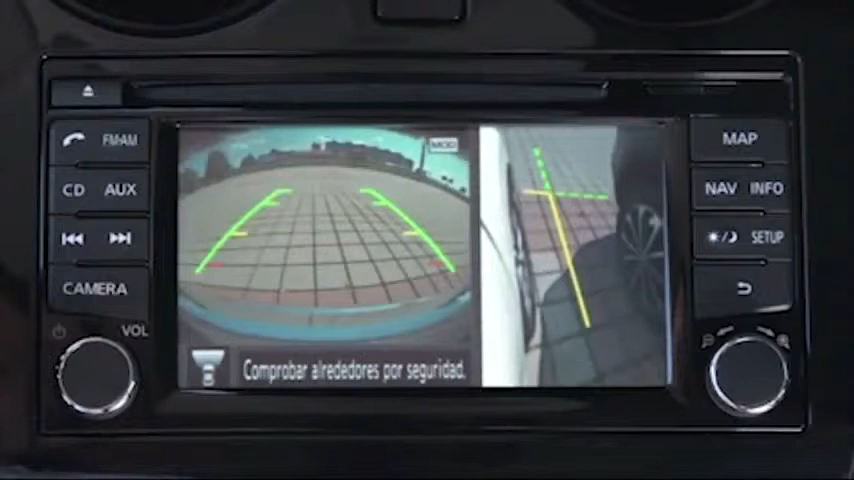 FM·AM
CD AUX
CAMERA
VOL
MOD
Comprobar alrededores por seguridad.
MAP
NAV INFO
SETUP